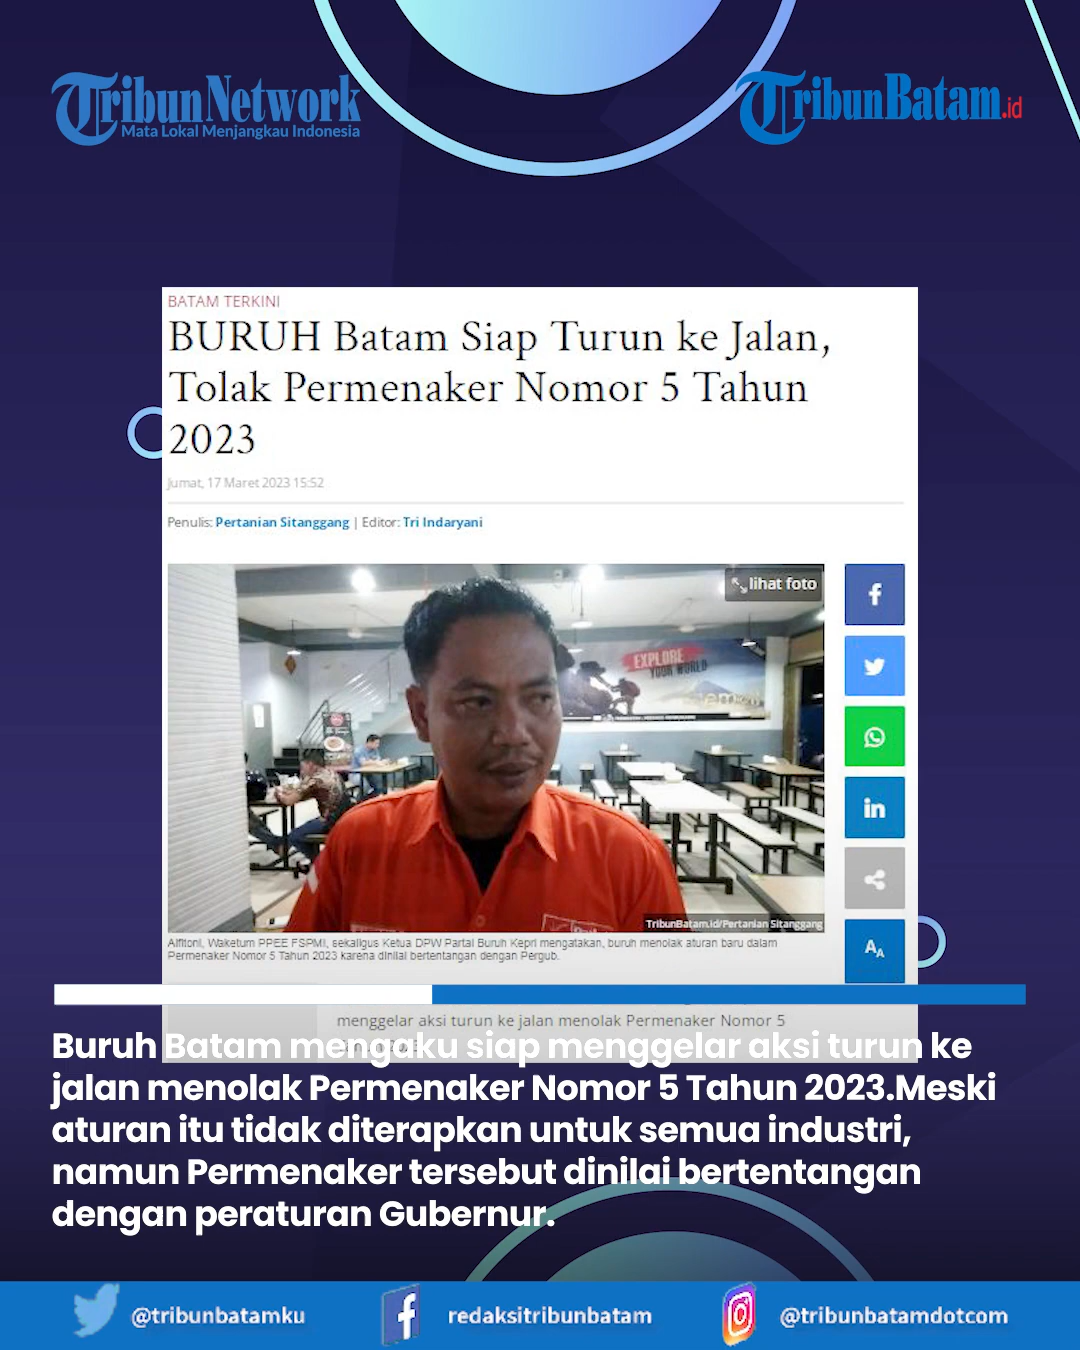 TribunNetwork
Mata Lokal Menjangkau Indonesia
TribunBatam.id
BATAM TERKINI
BURUH Batam Siap Turun ke Jalan,
Tolak Permenaker Nomor 5 Tahun
2023
Jumat, 17 Maret 2023 15:52
Penulis: Pertanian Sitanggang | Editor: Tri Indaryani
lihat foto
EXPLORE
YOUR WORLD
TribunBatam.id/Pertanian Sitanggang
Alfitoni, Waketum PPEE FSPMI, sekaligus Ketua DPW Partai Buruh Kepri mengatakan, buruh menolak aturan baru dalam
Permenaker Nomor 5 Tahun 2023 karena dinilai bertentangan dengan Pergub.
f
in
AA
menggelar aksi turun ke jalan menolak Permenaker Nomor 5
Buruh Batam mengaku siap menggelar aksi turun ke
jalan menolak Permenaker Nomor 5 Tahun 2023.Meski
aturan itu tidak diterapkan untuk semua industri,
namun Permenaker tersebut dinilai bertentangan
dengan peraturan Gubernur.
@tribunbatamku
redaksitribunbatam
@tribunbatamdotcom